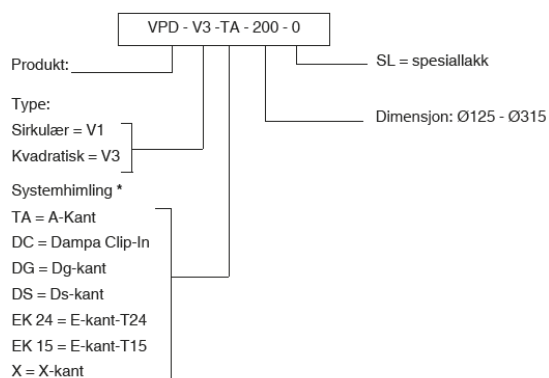 VPD - V3 -TA - 200 - 0
Produkt:
SL = spesiallakk
Type:
Sirkulær = V1
Kvadratisk = V3
Dimensjon: Ø125 - Ø315
Systemhimling *
TA = A-Kant
DC = Dampa Clip-In
DG = Dg-kant
DS = Ds-kant
EK 24 = E-kant-T24
EK 15 = E-kant-T15
X = X-kant